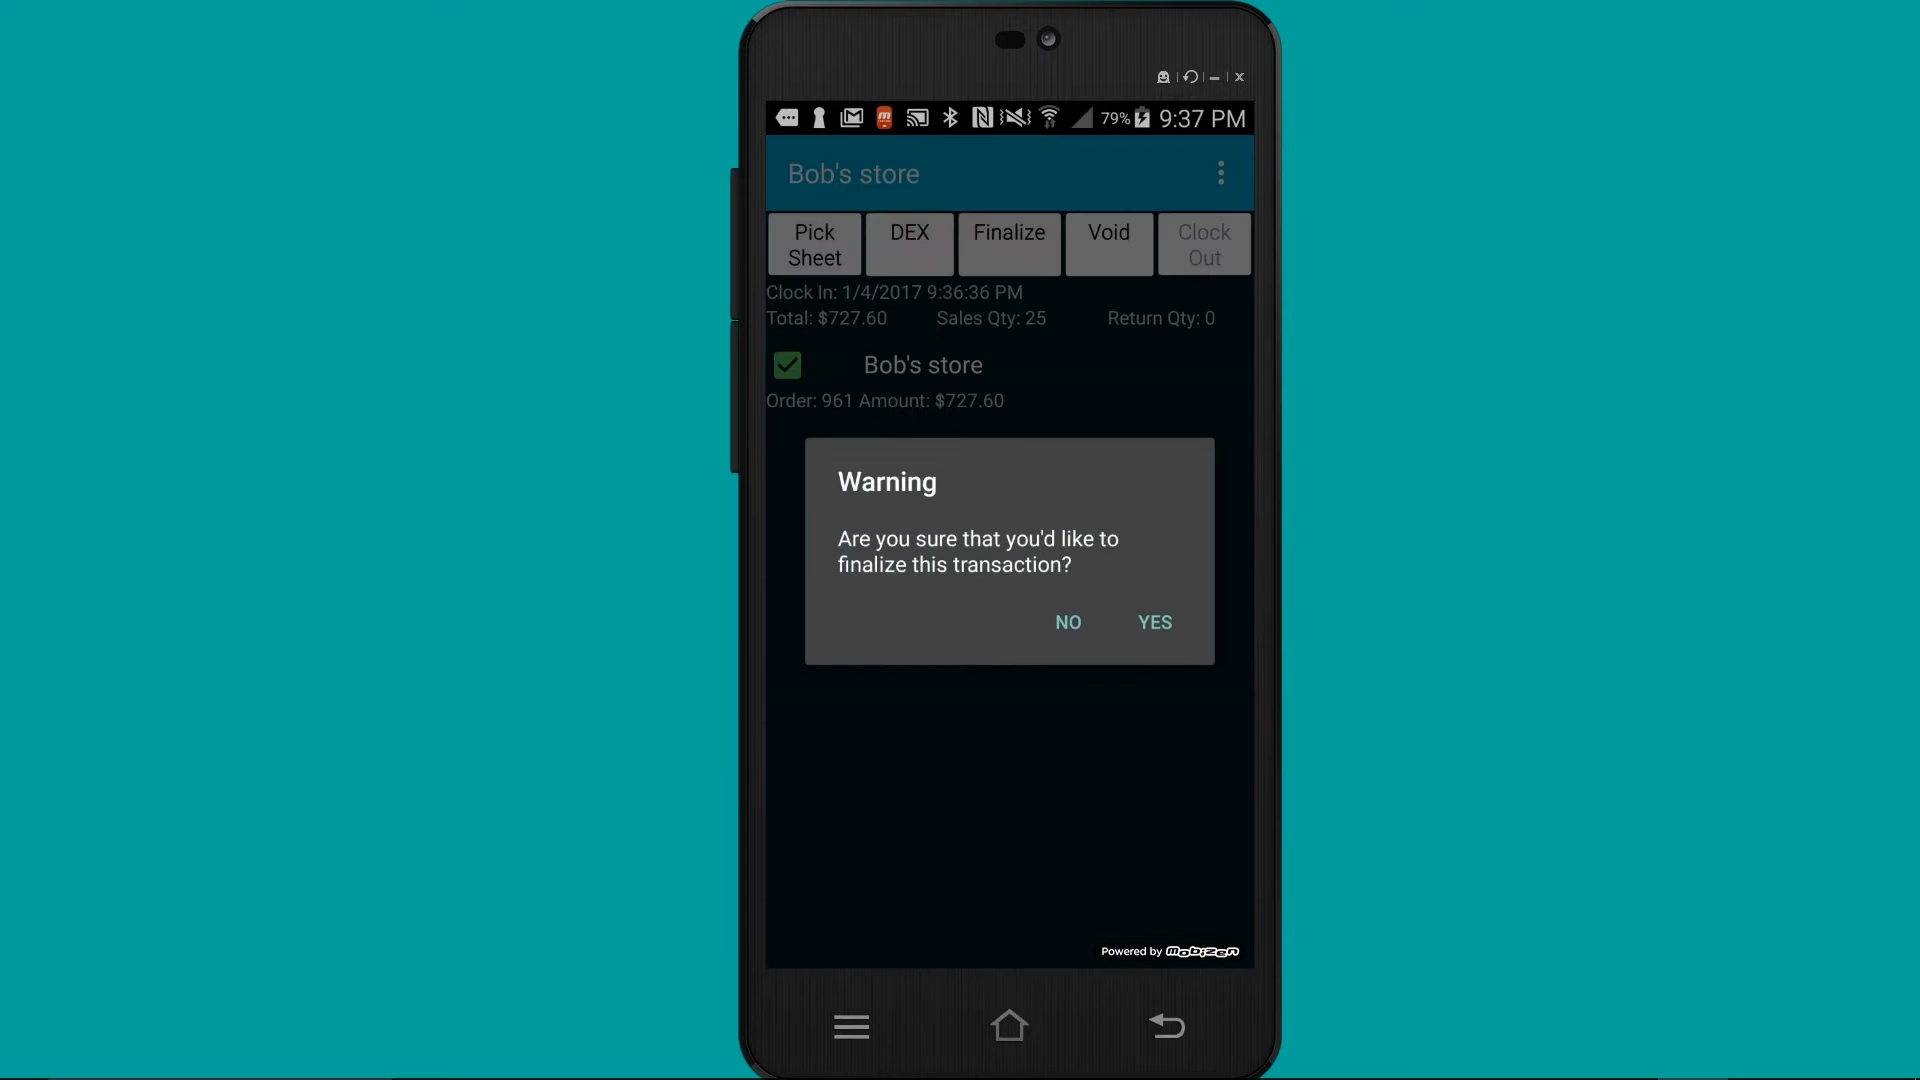 79% 9:37 PM
Bob's store
Pick Sheet
DEX
Finalize
Void
Clock Out
Clock In: 1/4/2017 9:36:36 PM
Total: $727.60 Sales Qty: 25 Return Qty: 0
Bob's store
Order: 961 Amount: $727.60
Warning
Are you sure that you'd like to
finalize this transaction?
NO YES
Powered by mobizen